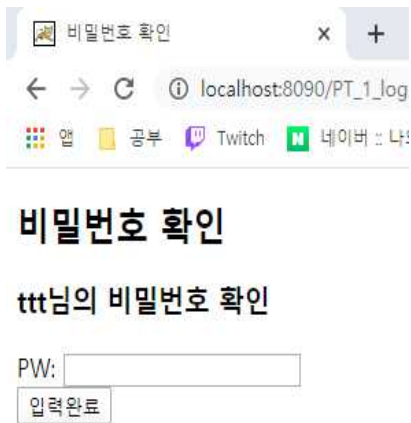 비밀번호 확인
localhost:8090/PT_1_log
앱 공부 Twitch N 네이버 :: 나의
비밀번호 확인
ttt님의 비밀번호 확인
PW:
입력완료